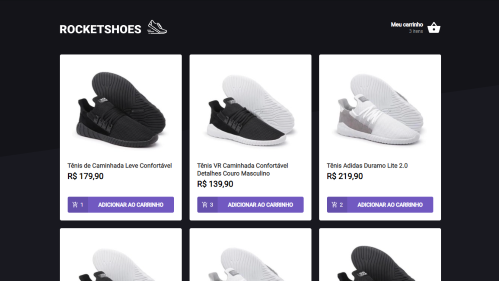 ROCKETSHOES
Meu carrinho
3 itens
Tênis de Caminhada Leve Confortável
R$ 179,90
1 ADICIONAR AO CARRINHO
Tênis VR Caminhada Confortável
Detalhes Couro Masculino
R$ 139,90
3 ADICIONAR AO CARRINHO
Tênis Adidas Duramo Lite 2.0
R$ 219,90
2 ADICIONAR AO CARRINHO